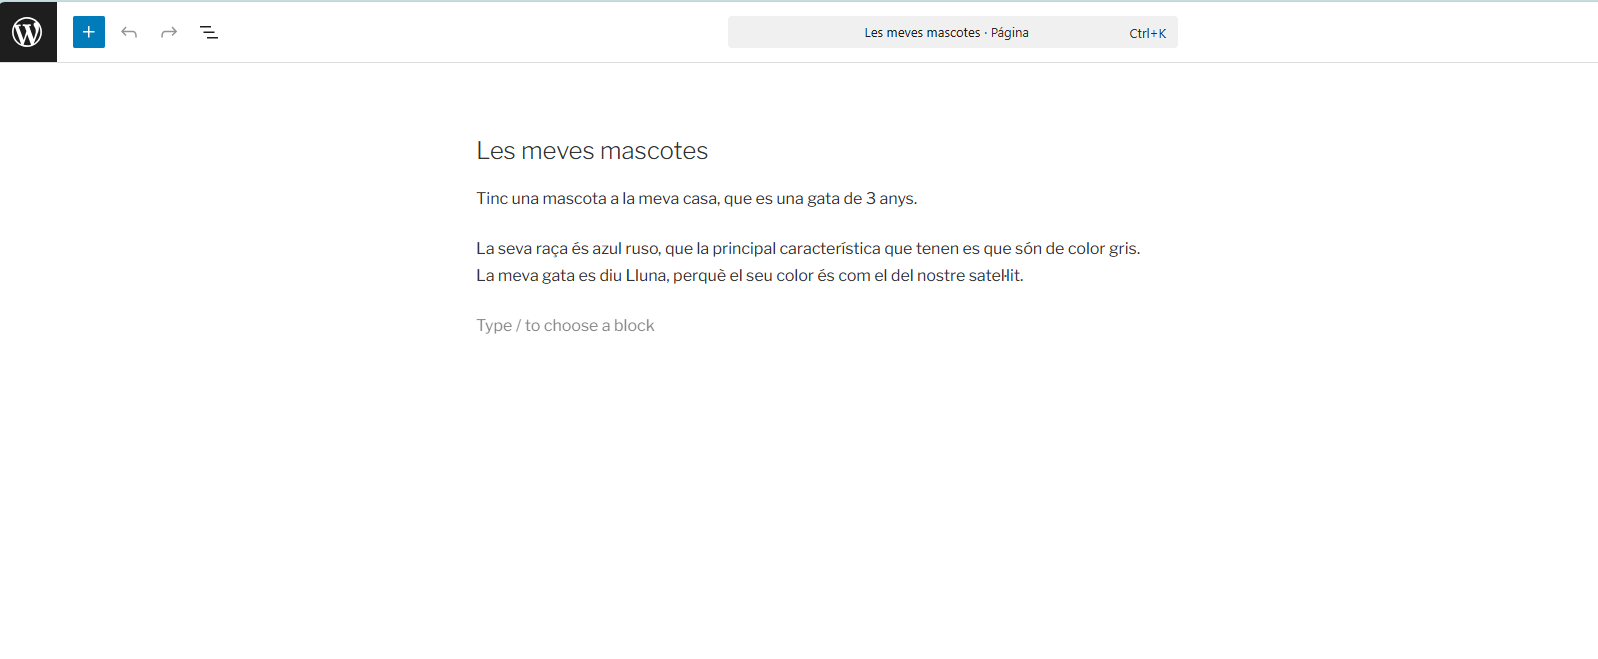 Les meves mascotes · Página
Ctrl+K
Les meves mascotes
Tinc una mascota a la meva casa, que es una gata de 3 anys.
La seva raça és azul ruso, que la principal característica que tenen es que són de color gris.
La meva gata es diu Lluna, perquè el seu color és com el del nostre satel·lit.
Type / to choose a block